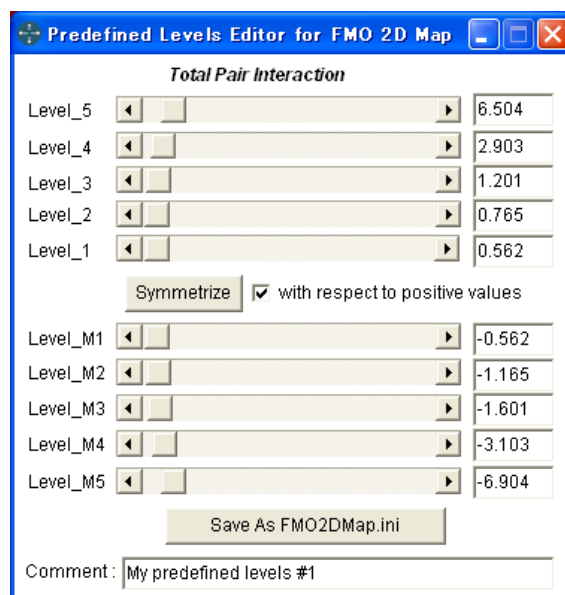 Predefined Levels Editor for FMO 2D Map
Total Pair Interaction
Level_5 6.504
Level_4 2.903
Level_3 1.201
Level_2 0.765
Level_1 0.562
Symmetrize with respect to positive values
Level_M1 -0.562
Level_M2 -1.165
Level_M3 -1.601
Level_M4 -3.103
Level_M5 -6.904
Save As FMO2DMap.ini
Comment : My predefined levels #1